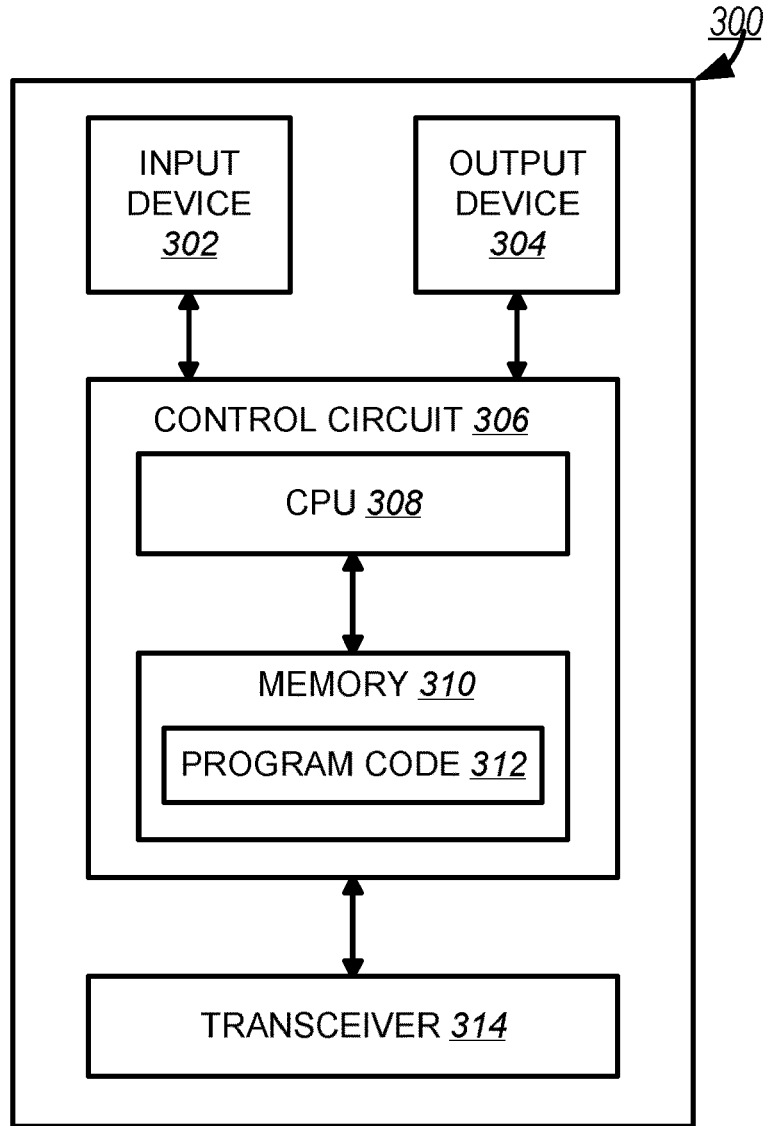 300
INPUT
DEVICE
302
OUTPUT
DEVICE
304
CONTROL CIRCUIT 306
CPU 308
MEMORY 310
PROGRAM CODE 312
TRANSCEIVER 314